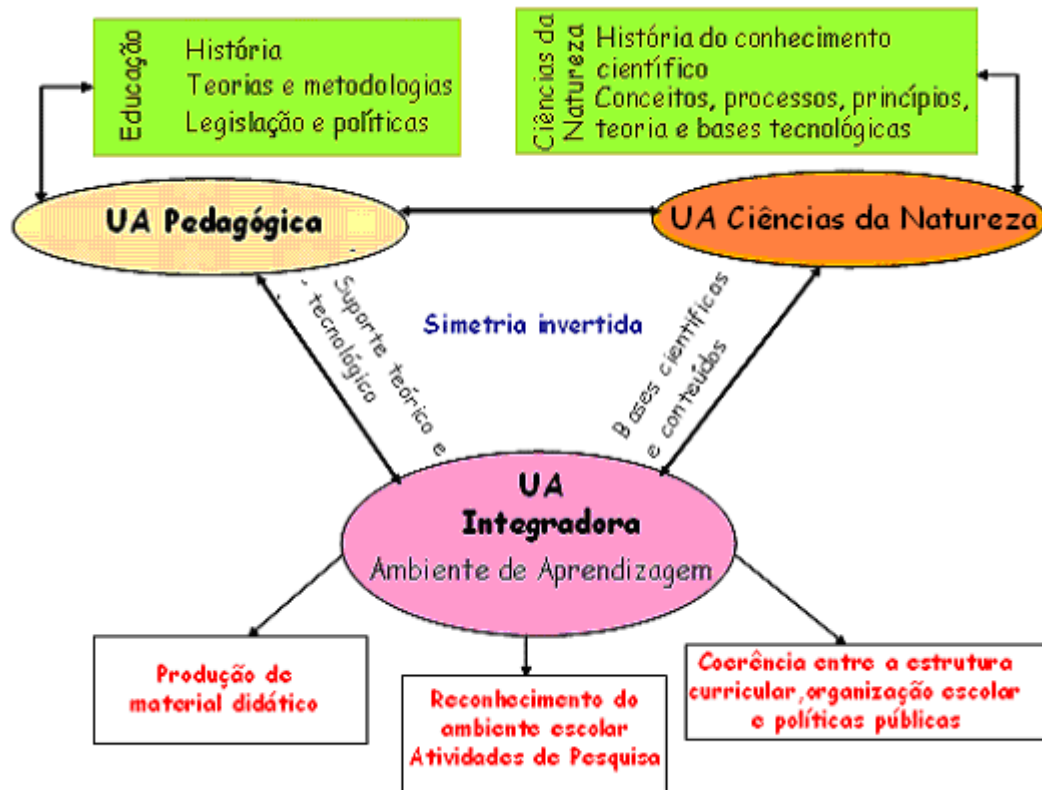 Educação
História
Teorias e metodologias
Legislação e políticas
Ciências da
Natureza
História do conhecimento
científico
Conceitos, processos, princípios,
teoria e bases tecnológicas
UA Pedagógica
UA Ciências da Natureza
Suporte teórico e
tecnológico
Simetria invertida
Bases científicas
e conteúdos
UA
Integradora
Ambiente de Aprendizagem
Produção de
material didático
Reconhecimento do
ambiente escolar
Atividades de Pesquisa
Coerência entre a estrutura
curricular,organização escolar
e políticas públicas